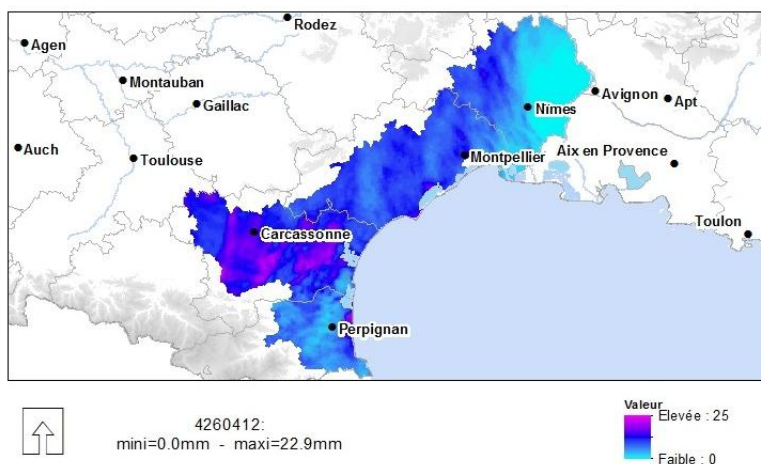 Rodez
Agen
Montauban
Gaillac
Avignon
Apt
Nîmes
Auch
Toulouse
Montpellier
Aix en Provence
Toulon
Carcassonne
Perpignan
4260412:
mini=0.0mm - maxi=22.9mm
Valeur
Elevée : 25
Faible : 0